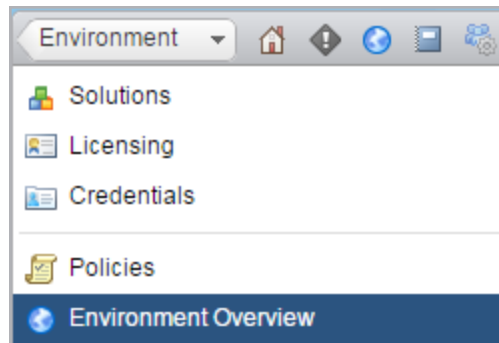 Environment
Solutions
Licensing
Credentials
Policies
Environment Overview